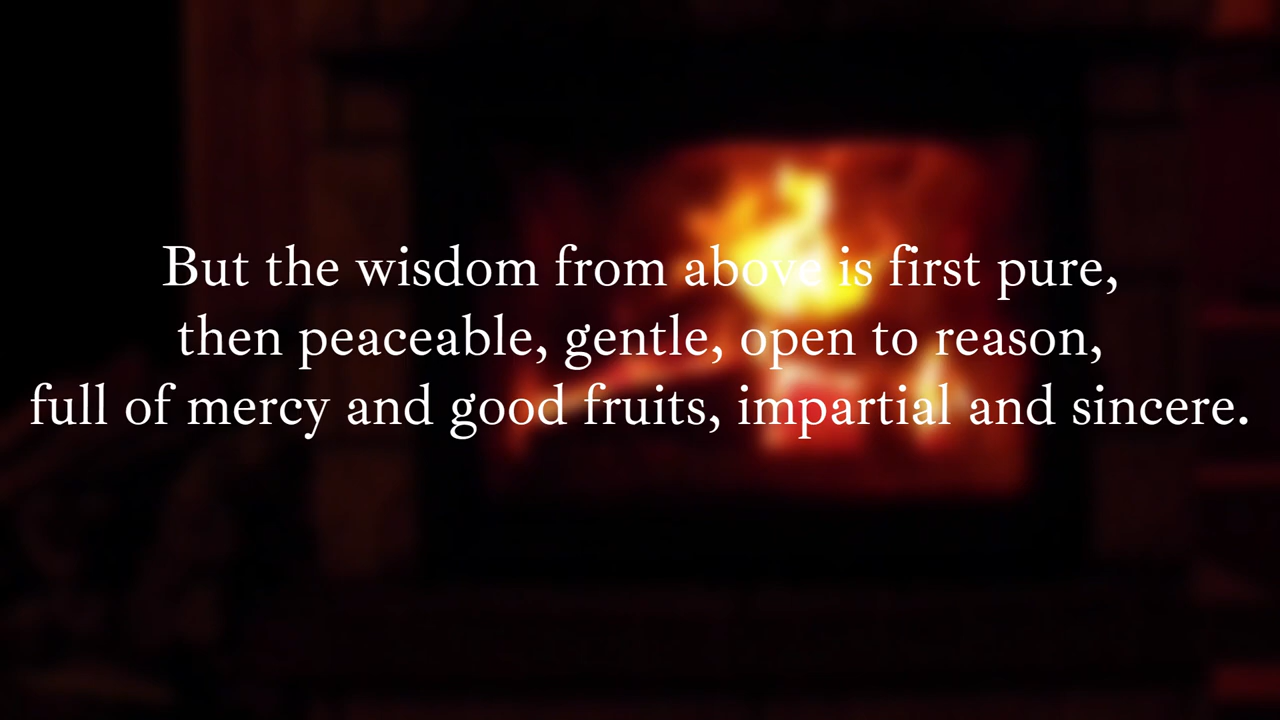 But the wisdom from above is first pure,
then peaceable, gentle, open to reason,
full of mercy and good fruits, impartial and sincere.